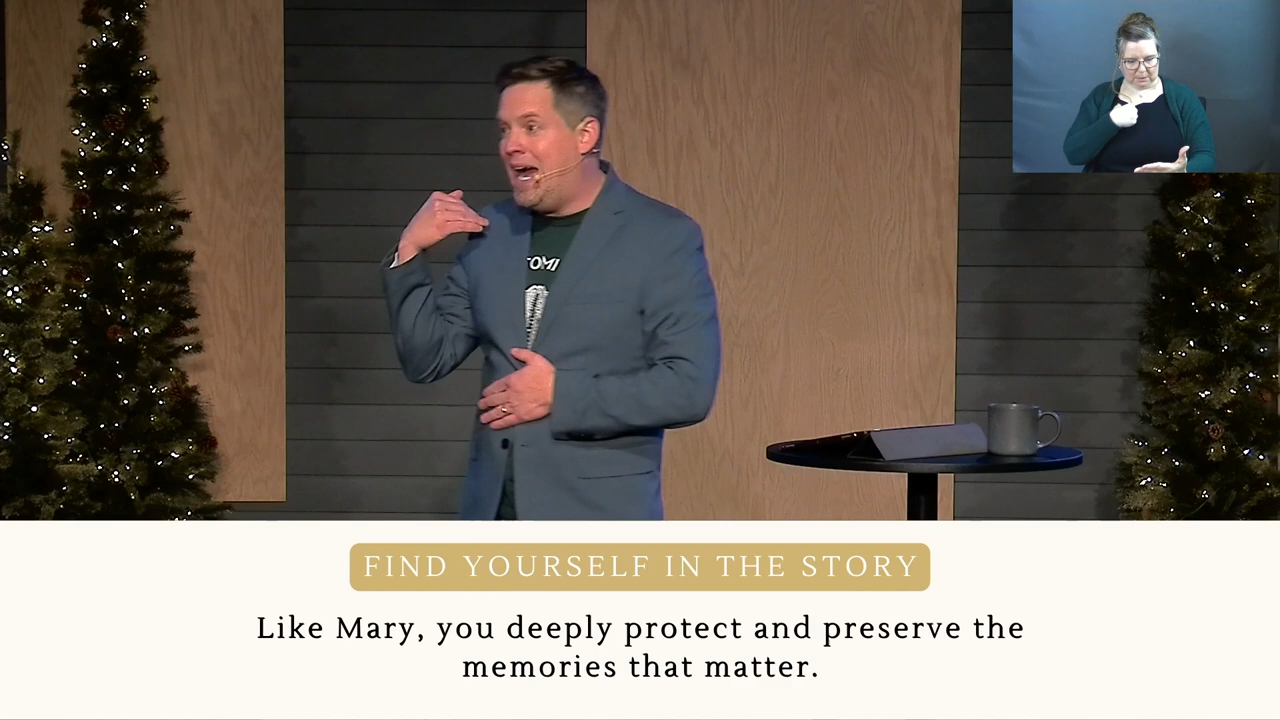 FIND YOURSELF IN THE STORY
Like Mary, you deeply protect and preserve the
memories that matter.